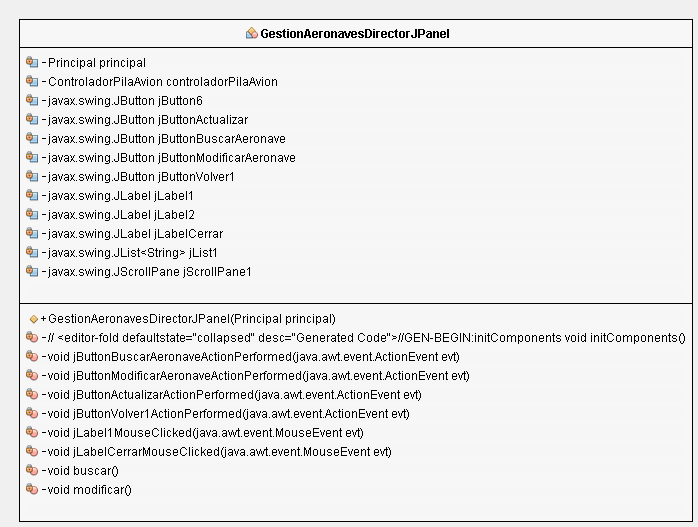 GestionAeronavesDirectorJPanel
-Principal principal
-ControladorPilaAvion controladorPilaAvion
-javax.swing.JButton jButton6
-javax.swing.JButton jButtonActualizar
-javax.swing.JButton jButtonBuscarAeronave
-javax.swing.JButton jButtonModificarAeronave
-javax.swing.JButton jButtonVolver1
-javax.swing.JLabel jLabel1
-javax.swing.JLabel jLabel2
-javax.swing.JLabel jLabelCerrar
-javax.swing.JList<String> jList1
-javax.swing.JScrollPane jScrollPane1
+GestionAeronavesDirectorJPanel(Principal principal)
-// <editor-fold defaultstate="collapsed" desc="Generated Code">//GEN-BEGIN:initComponents void initComponents()
-void jButtonBuscarAeronaveActionPerformed(java.awt.event.ActionEvent evt)
-void jButtonModificarAeronaveActionPerformed(java.awt.event.ActionEvent evt)
-void jButtonActualizarActionPerformed(java.awt.event.ActionEvent evt)
-void jButtonVolver1ActionPerformed(java.awt.event.ActionEvent evt)
-void jLabel1MouseClicked(java.awt.event.MouseEvent evt)
-void jLabelCerrarMouseClicked(java.awt.event.MouseEvent evt)
-void buscar()
-void modificar()